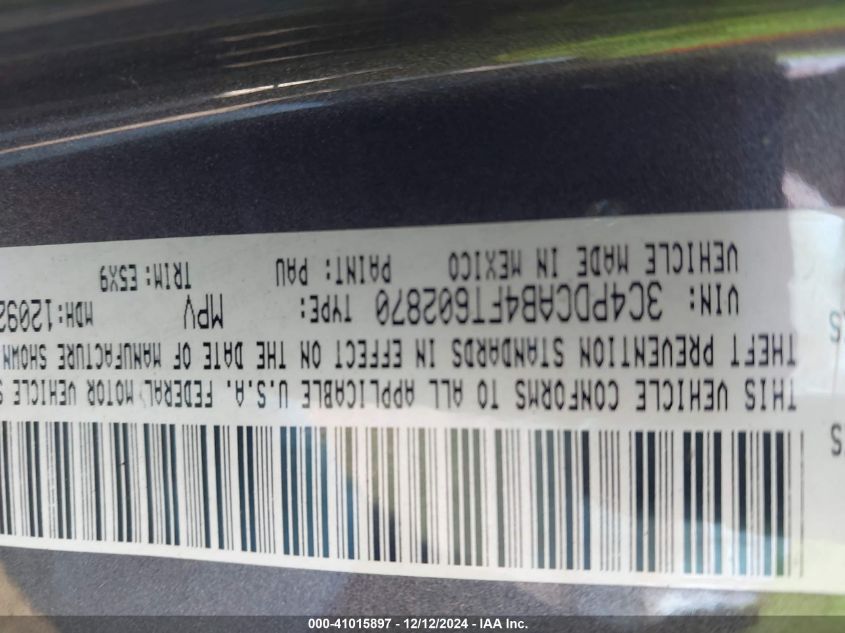 THIS VEHICLE CONFORMS TO ALL APPLICABLE U.S.A. FEDERAL MOTOR VEHICLE S
THEFT PREVENTION STANDARDS IN EFFECT ON THE DATE OF MANUFACTURE SHOWN
VIN: 3C4PDCAB4FT602870 TYPE: MPV MDH:12092
VEHICLE MADE IN MEXICO PAINT: PAU TRIM: E5X9
000-41015897 - 12/12/2024 - IAA Inc.